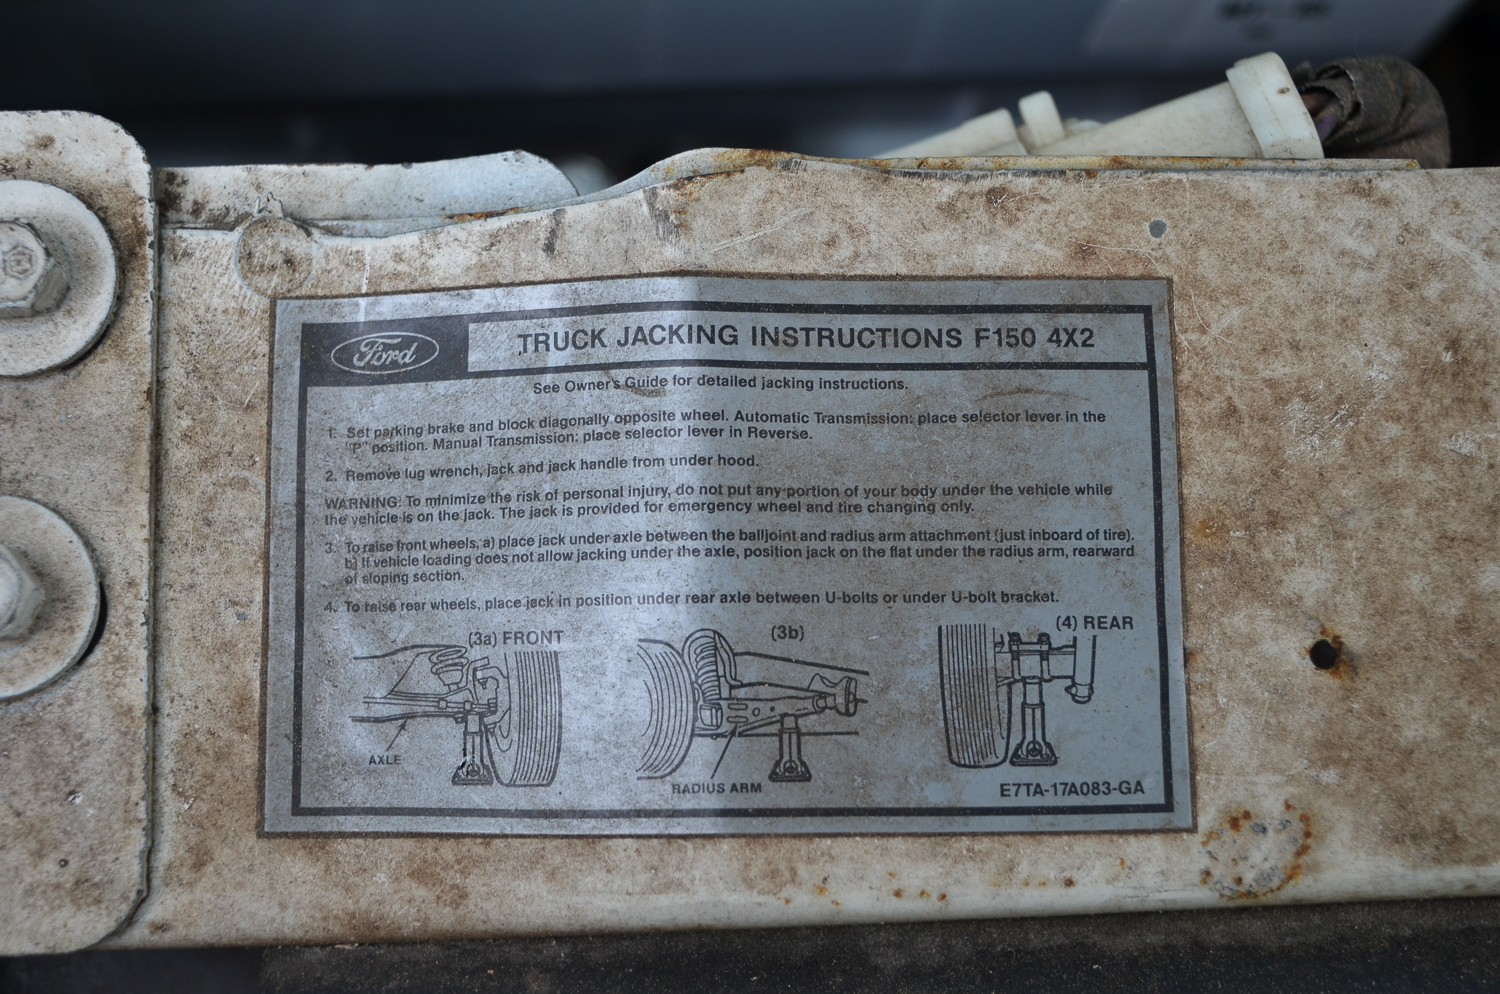 Ford
TRUCK JACKING INSTRUCTIONS F150 4X2
See Owner's Guide for detailed jacking instructions.
1. Set parking brake and block diagonally opposite wheel. Automatic Transmission: place selector lever in the
"P" position. Manual Transmission: place selector lever in Reverse.
2. Remove lug wrench, jack and jack handle from under hood.
WARNING: To minimize the risk of personal injury, do not put any portion of your body under the vehicle while
the vehicle is on the jack. The jack is provided for emergency wheel and tire changing only.
3. To raise front wheels, a) place jack under axle between the balljoint and radius arm attachment (just inboard of tire).
b) If vehicle loading does not allow jacking under the axle, position jack on the flat under the radius arm, rearward
of sloping section.
4. To raise rear wheels, place jack in position under rear axle between U-bolts or under U-bolt bracket.
(3a) FRONT
(3b)
(4) REAR
AXLE
RADIUS ARM
E7TA-17A083-GA